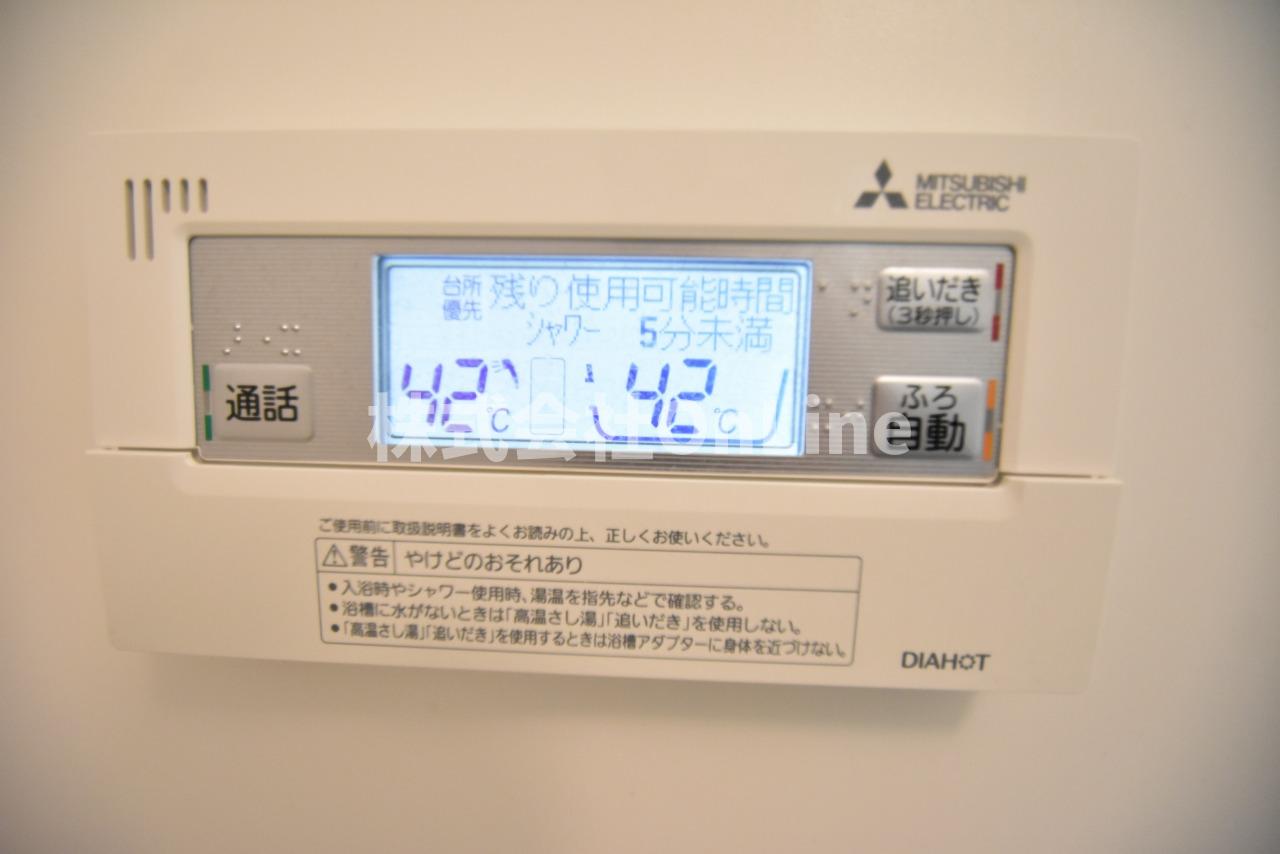 MITSUBISHI
ELECTRIC
台所
優先
残り使用可能時間
シャワー 5分未満
42℃
1 42℃
通話
追いだき
(3秒押し)
ふろ
自動
株式会社Online
ご使用前に取扱説明書をよくお読みの上、正しくお使いください。
警告 やけどのおそれあり
●入浴時やシャワー使用時、湯温を指先などで確認する。
●浴槽に水がないときは「高温さし湯」「追いだき」を使用しない。
●「高温さし湯」「追いだき」を使用するときは浴槽アダプターに身体を近づけない。
DIAHOT